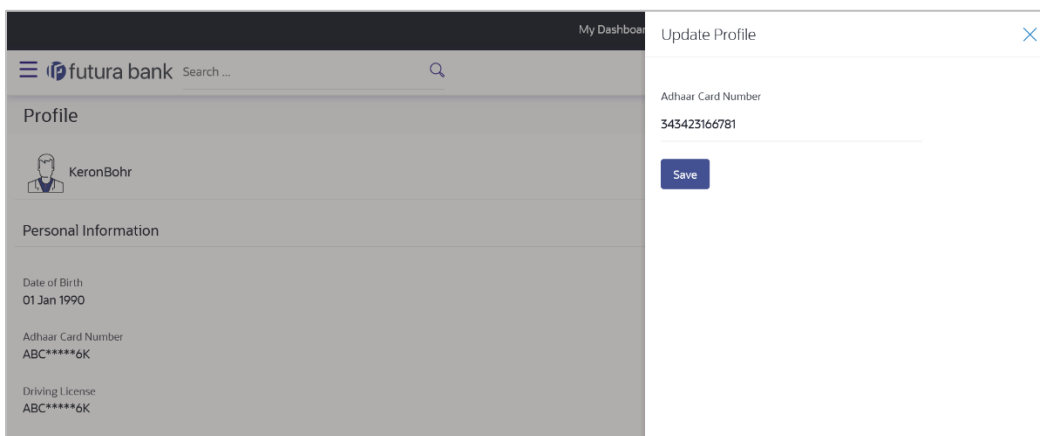 My Dashboar
Update Profile
futura bank Search ...
Profile
Adhaar Card Number
343423166781
KeronBohr
Save
Personal Information
Date of Birth
01 Jan 1990
Adhaar Card Number
ABC*****6K
Driving License
ABC*****6K